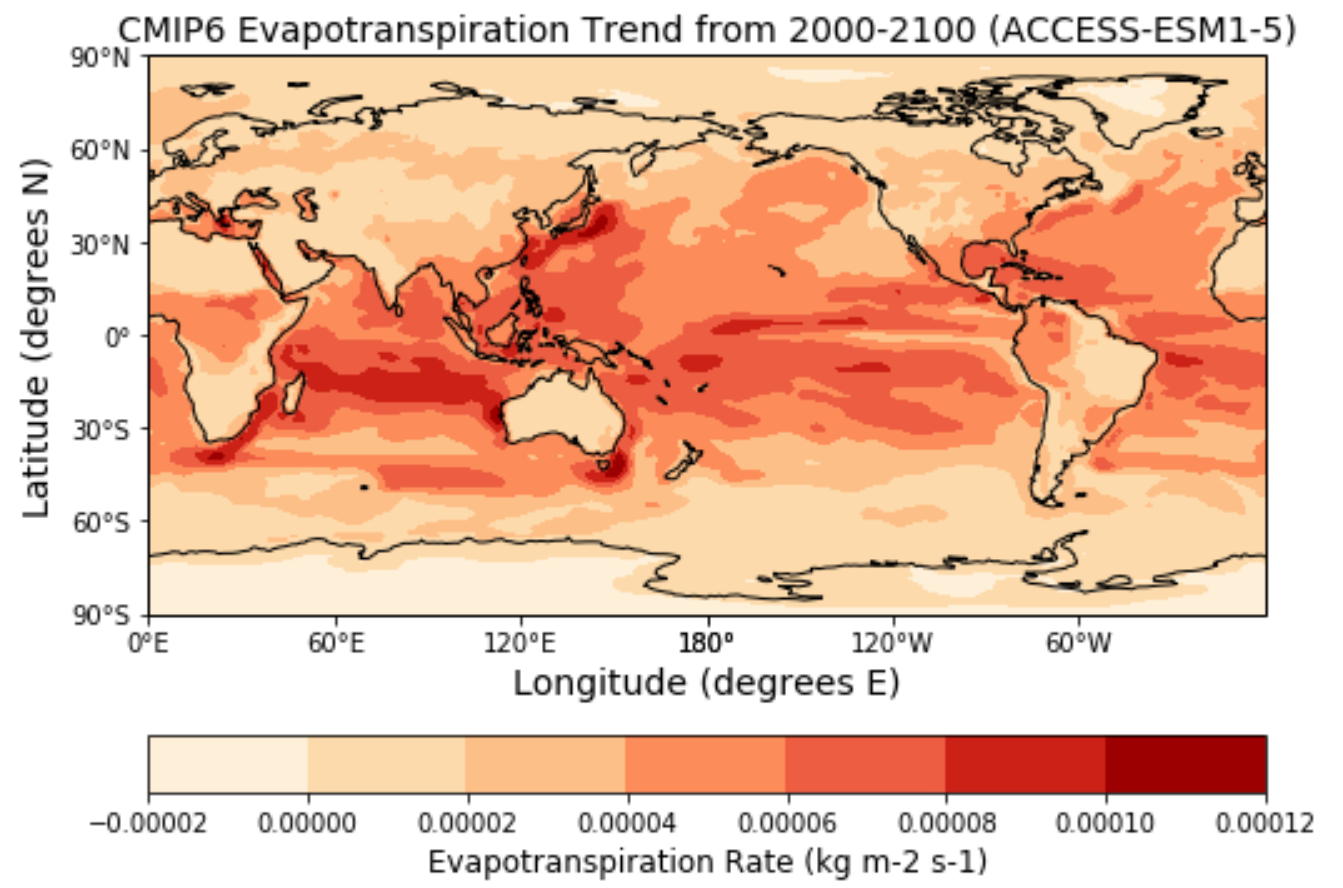 CMIP6 Evapotranspiration Trend from 2000-2100 (ACCESS-ESM1-5)
90°N
60°N
30°N
0°
30°S
60°S
90°S
Latitude (degrees N)
0°E 60°E 120°E 180° 120°W 60°W
Longitude (degrees E)
−0.00002 0.00000 0.00002 0.00004 0.00006 0.00008 0.00010 0.00012
Evapotranspiration Rate (kg m-2 s-1)